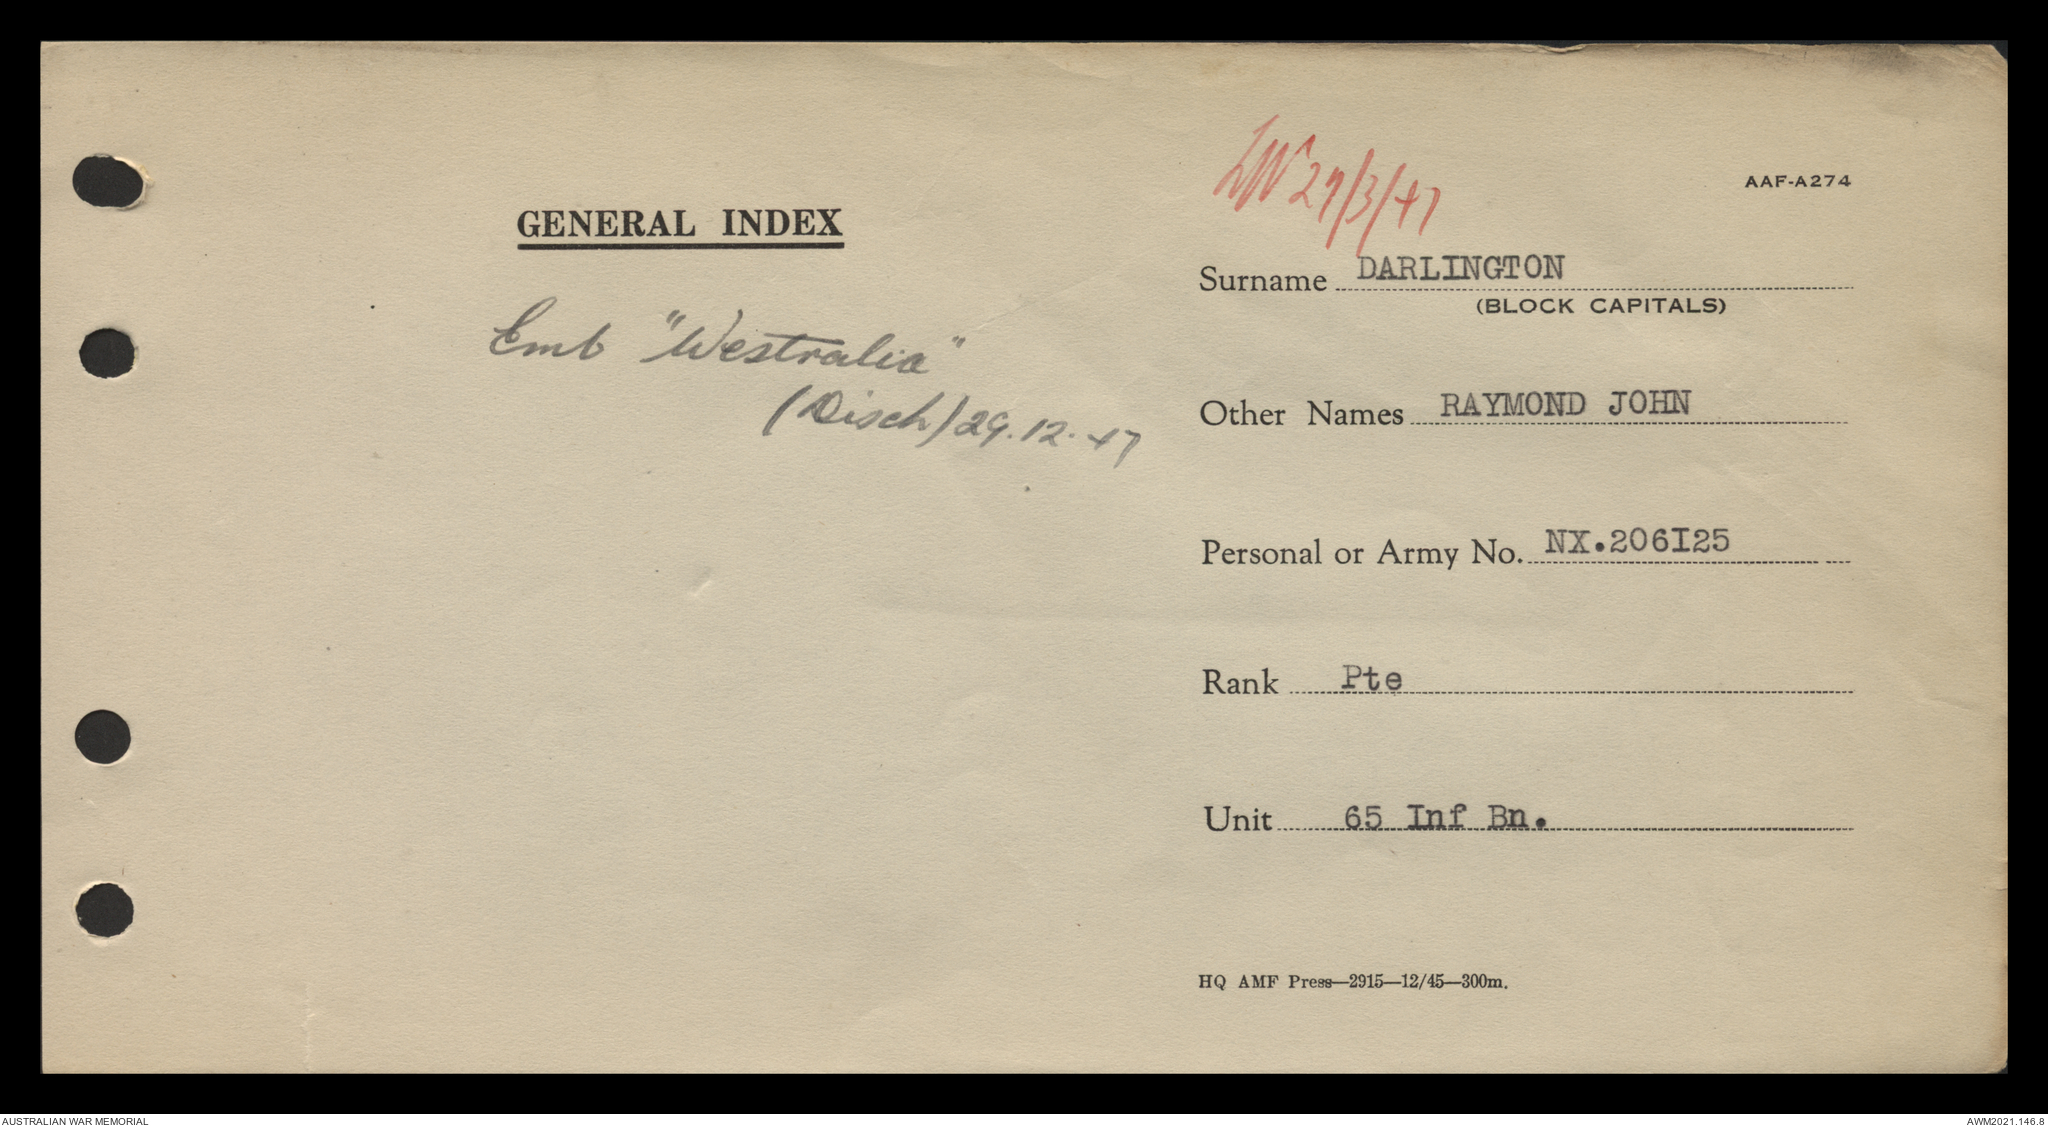 LW 27/3/47
AAF-A274
GENERAL INDEX
Surname DARLINGTON
(BLOCK CAPITALS)
Emb "Westralia"
(Disch) 29.12.47
Other Names RAYMOND JOHN
Personal or Army No. NX.206I25
Rank Pte
Unit 65 Inf Bn.
HQ AMF Press—2915—12/45—300m.
AUSTRALIAN WAR MEMORIAL
AWM2021.146.8